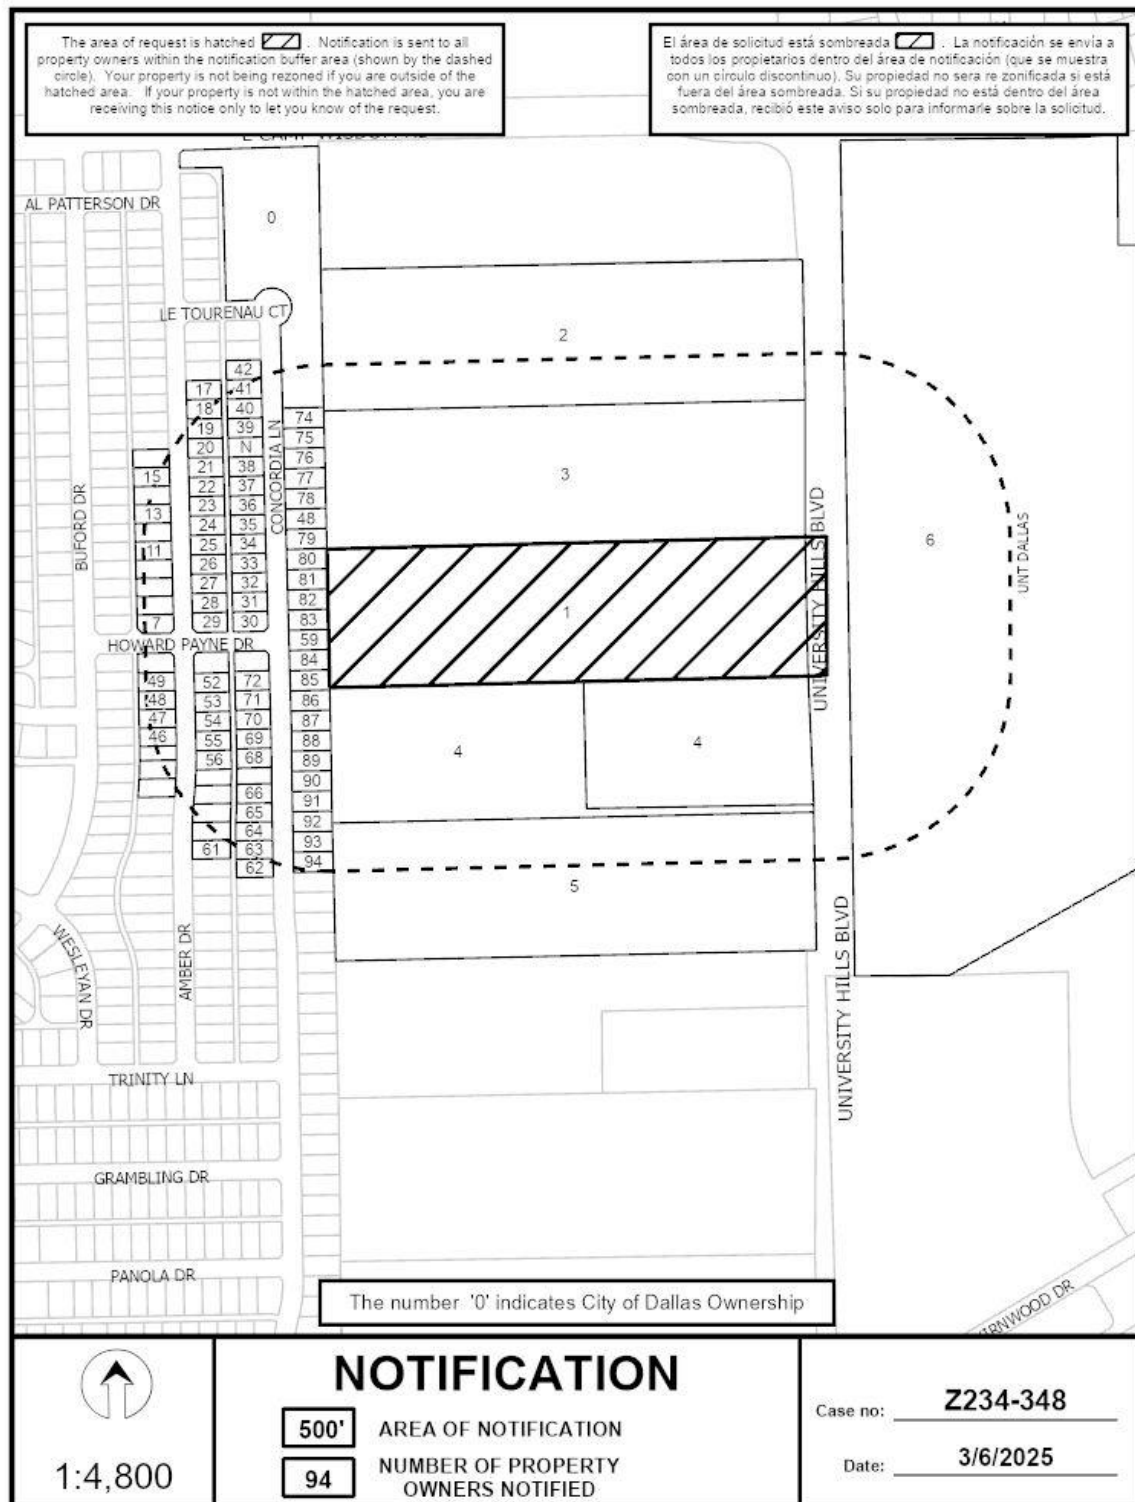 The area of request is hatched . Notification is sent to all
property owners within the notification buffer area (shown by the dashed
circle). Your property is not being rezoned if you are outside of the
hatched area. If your property is not within the hatched area, you are
receiving this notice only to let you know of the request.
El área de solicitud está sombreada . La notificación se envía a
todos los propietarios dentro del área de notificación (que se muestra
con un círculo discontinuo). Su propiedad no sera re zonificada si está
fuera del área sombreada. Si su propiedad no está dentro del área
sombreada, recibió este aviso solo para informarle sobre la solicitud.
AL PATTERSON DR
0
LE TOURENAU CT
2
42
17
41
18
40
19
39
20
N
21
38
22
37
23
36
24
35
25
34
26
33
27
32
28
31
29
30
15
13
11
7
BUFORD DR
CONCORDIA LN
74
75
76
77
78
48
79
80
81
82
83
59
84
85
86
87
88
89
90
91
92
93
94
3
1
UNIVERSITY HILLS BLVD
6
UNT DALLAS
HOWARD PAYNE DR
49
48
47
46
52
53
54
55
56
61
72
71
70
69
68
66
65
64
63
62
4
4
5
WESLEYAN DR
AMBER DR
UNIVERSITY HILLS BLVD
TRINITY LN
GRAMBLING DR
PANOLA DR
The number '0' indicates City of Dallas Ownership
1:4,800
NOTIFICATION
500' AREA OF NOTIFICATION
94 NUMBER OF PROPERTY
OWNERS NOTIFIED
Case no: Z234-348
Date: 3/6/2025